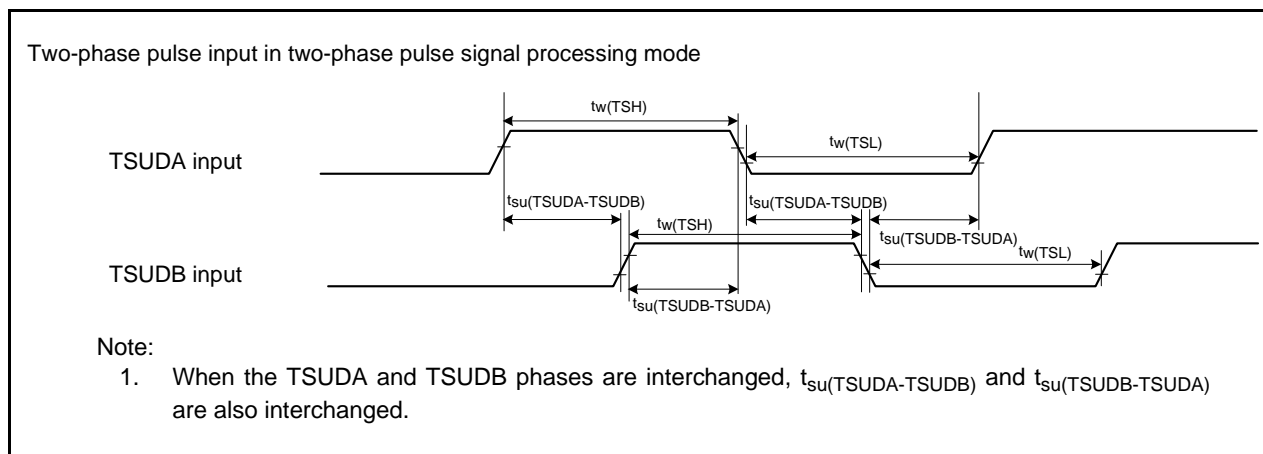 Two-phase pulse input in two-phase pulse signal processing mode
tw(TSH)
tw(TSL)
TSUDA input
tsu(TSUDA-TSUDB)
tsu(TSUDA-TSUDB)
tw(TSH)
tsu(TSUDB-TSUDA)
tw(TSL)
TSUDB input
tsu(TSUDB-TSUDA)
Note:
1. When the TSUDA and TSUDB phases are interchanged, tsu(TSUDA-TSUDB) and tsu(TSUDB-TSUDA)
are also interchanged.